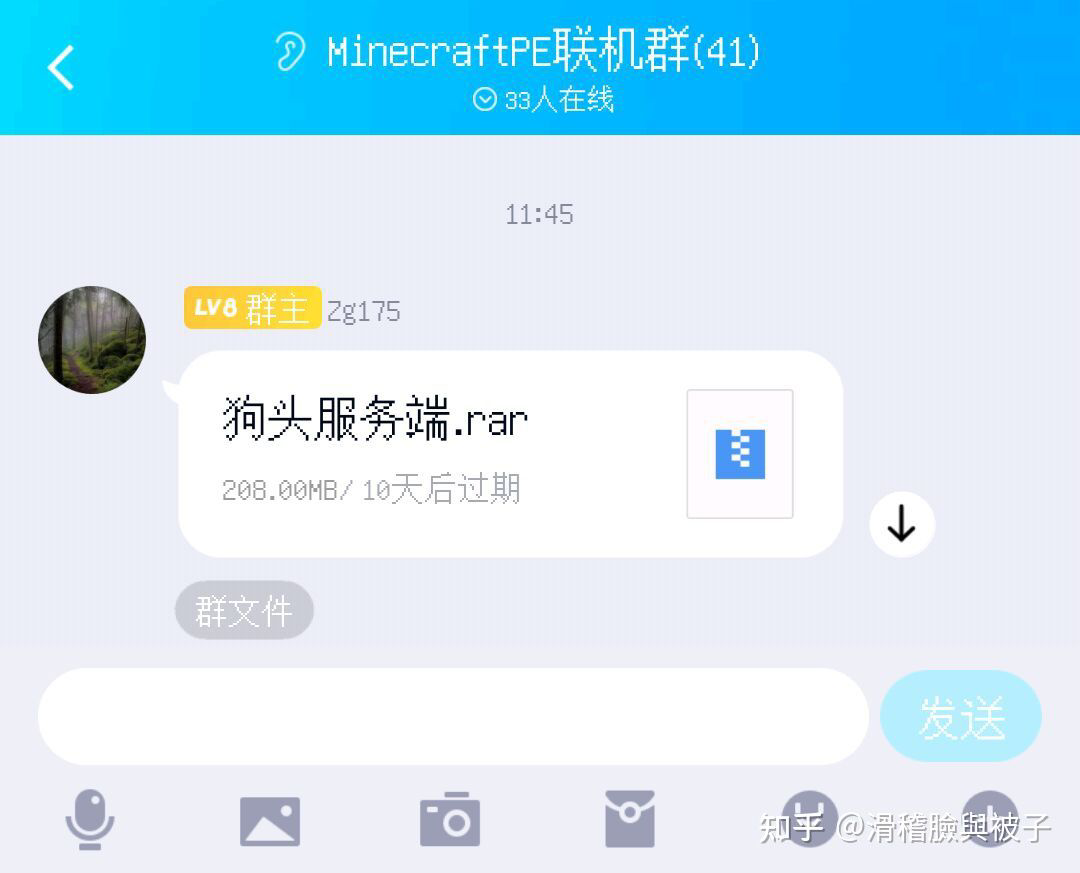 MinecraftPE联机群(41)
33人在线
11:45
LV8 群主 Zg175
狗头服务端.rar
208.00MB/ 10天后过期
群文件
发送
知乎 @滑稽臉與被子